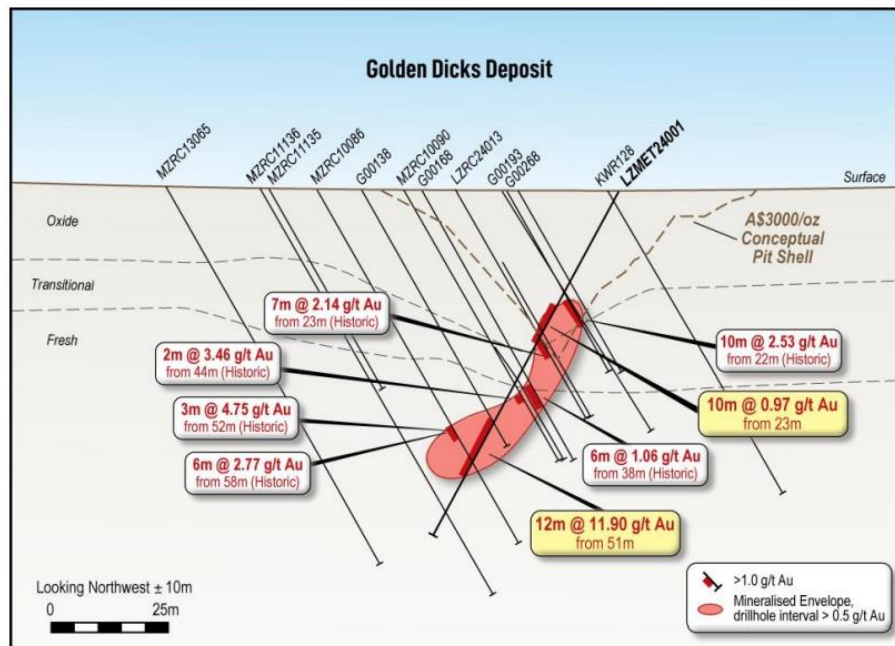 Golden Dicks Deposit
MZRC13065
MZRC11136
MZRC11135
MZRC10086
G00138
MZRC10090
G00168
LZRC24013
G00193
G00268
KWR128
LZMET24001
Surface
Oxide
A$3000/oz
Conceptual
Pit Shell
Transitional
Fresh
7m @ 2.14 g/t Au
from 23m (Historic)
2m @ 3.46 g/t Au
from 44m (Historic)
3m @ 4.75 g/t Au
from 52m (Historic)
6m @ 2.77 g/t Au
from 58m (Historic)
10m @ 2.53 g/t Au
from 22m (Historic)
10m @ 0.97 g/t Au
from 23m
6m @ 1.06 g/t Au
from 38m (Historic)
12m @ 11.90 g/t Au
from 51m
Looking Northwest ± 10m
0 25m
>1.0 g/t Au
Mineralised Envelope,
drillhole interval > 0.5 g/t Au